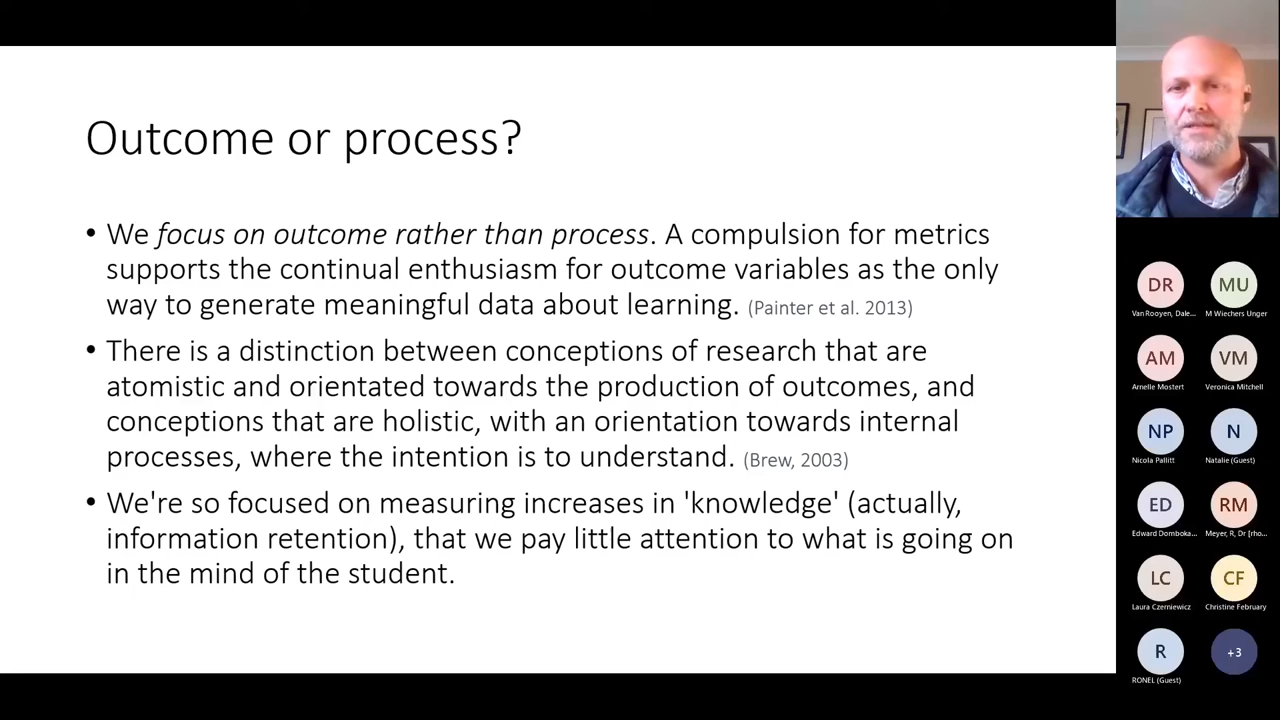 Outcome or process?
• We focus on outcome rather than process. A compulsion for metrics
supports the continual enthusiasm for outcome variables as the only
way to generate meaningful data about learning. (Painter et al. 2013)
• There is a distinction between conceptions of research that are
atomistic and orientated towards the production of outcomes, and
conceptions that are holistic, with an orientation towards internal
processes, where the intention is to understand. (Brew, 2003)
• We're so focused on measuring increases in 'knowledge' (actually,
information retention), that we pay little attention to what is going on
in the mind of the student.
DR
Van Rooyen, Dale...
MU
M Wiechers Unger
AM
Arnelle Mostert
VM
Veronica Mitchell
NP
Nicola Pallitt
N
Natalie (Guest)
ED
Edward Domboka...
RM
Meyer, R, Dr [rho...
LC
Laura Czerniewicz
CF
Christine February
R
RONEL (Guest)
+3